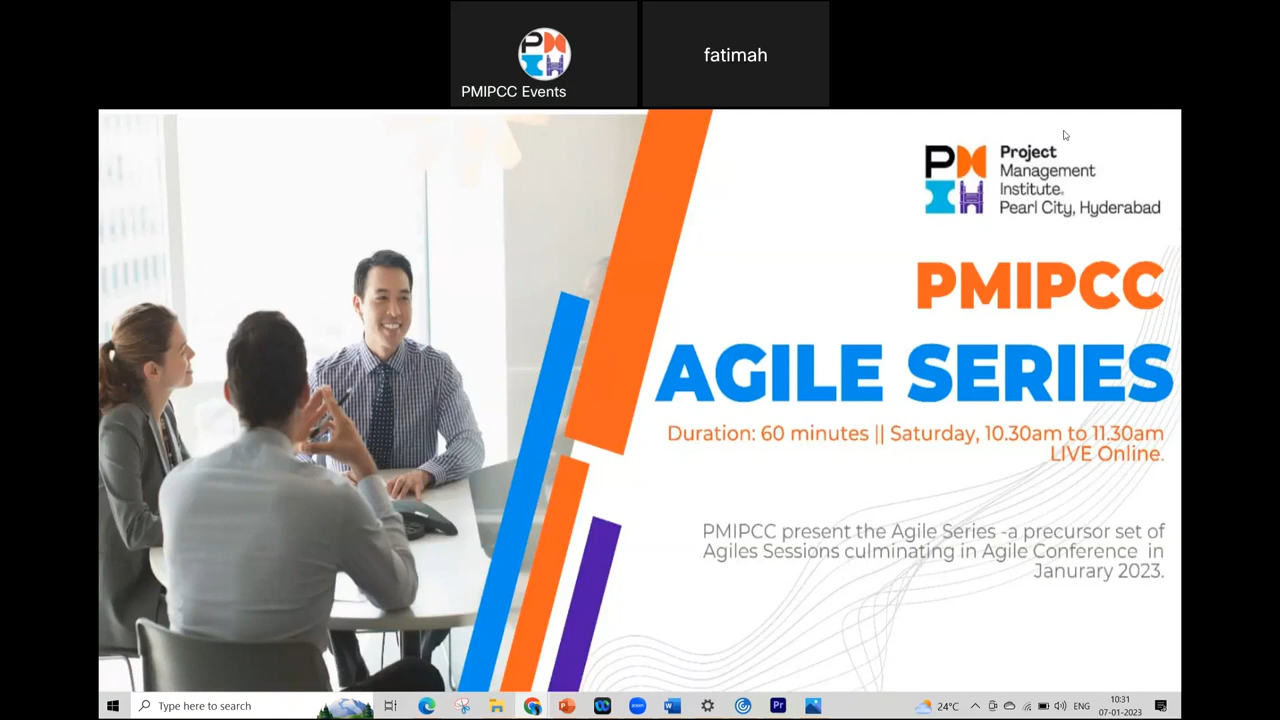 PMIPCC Events
fatimah
Project
Management
Institute.
Pearl City, Hyderabad
PMIPCC
AGILE SERIES
Duration: 60 minutes || Saturday, 10.30am to 11.30am
LIVE Online.
PMIPCC present the Agile Series -a precursor set of
Agiles Sessions culminating in Agile Conference in
Janurary 2023.
Type here to search
24°C
ENG
10:31
07-01-2023